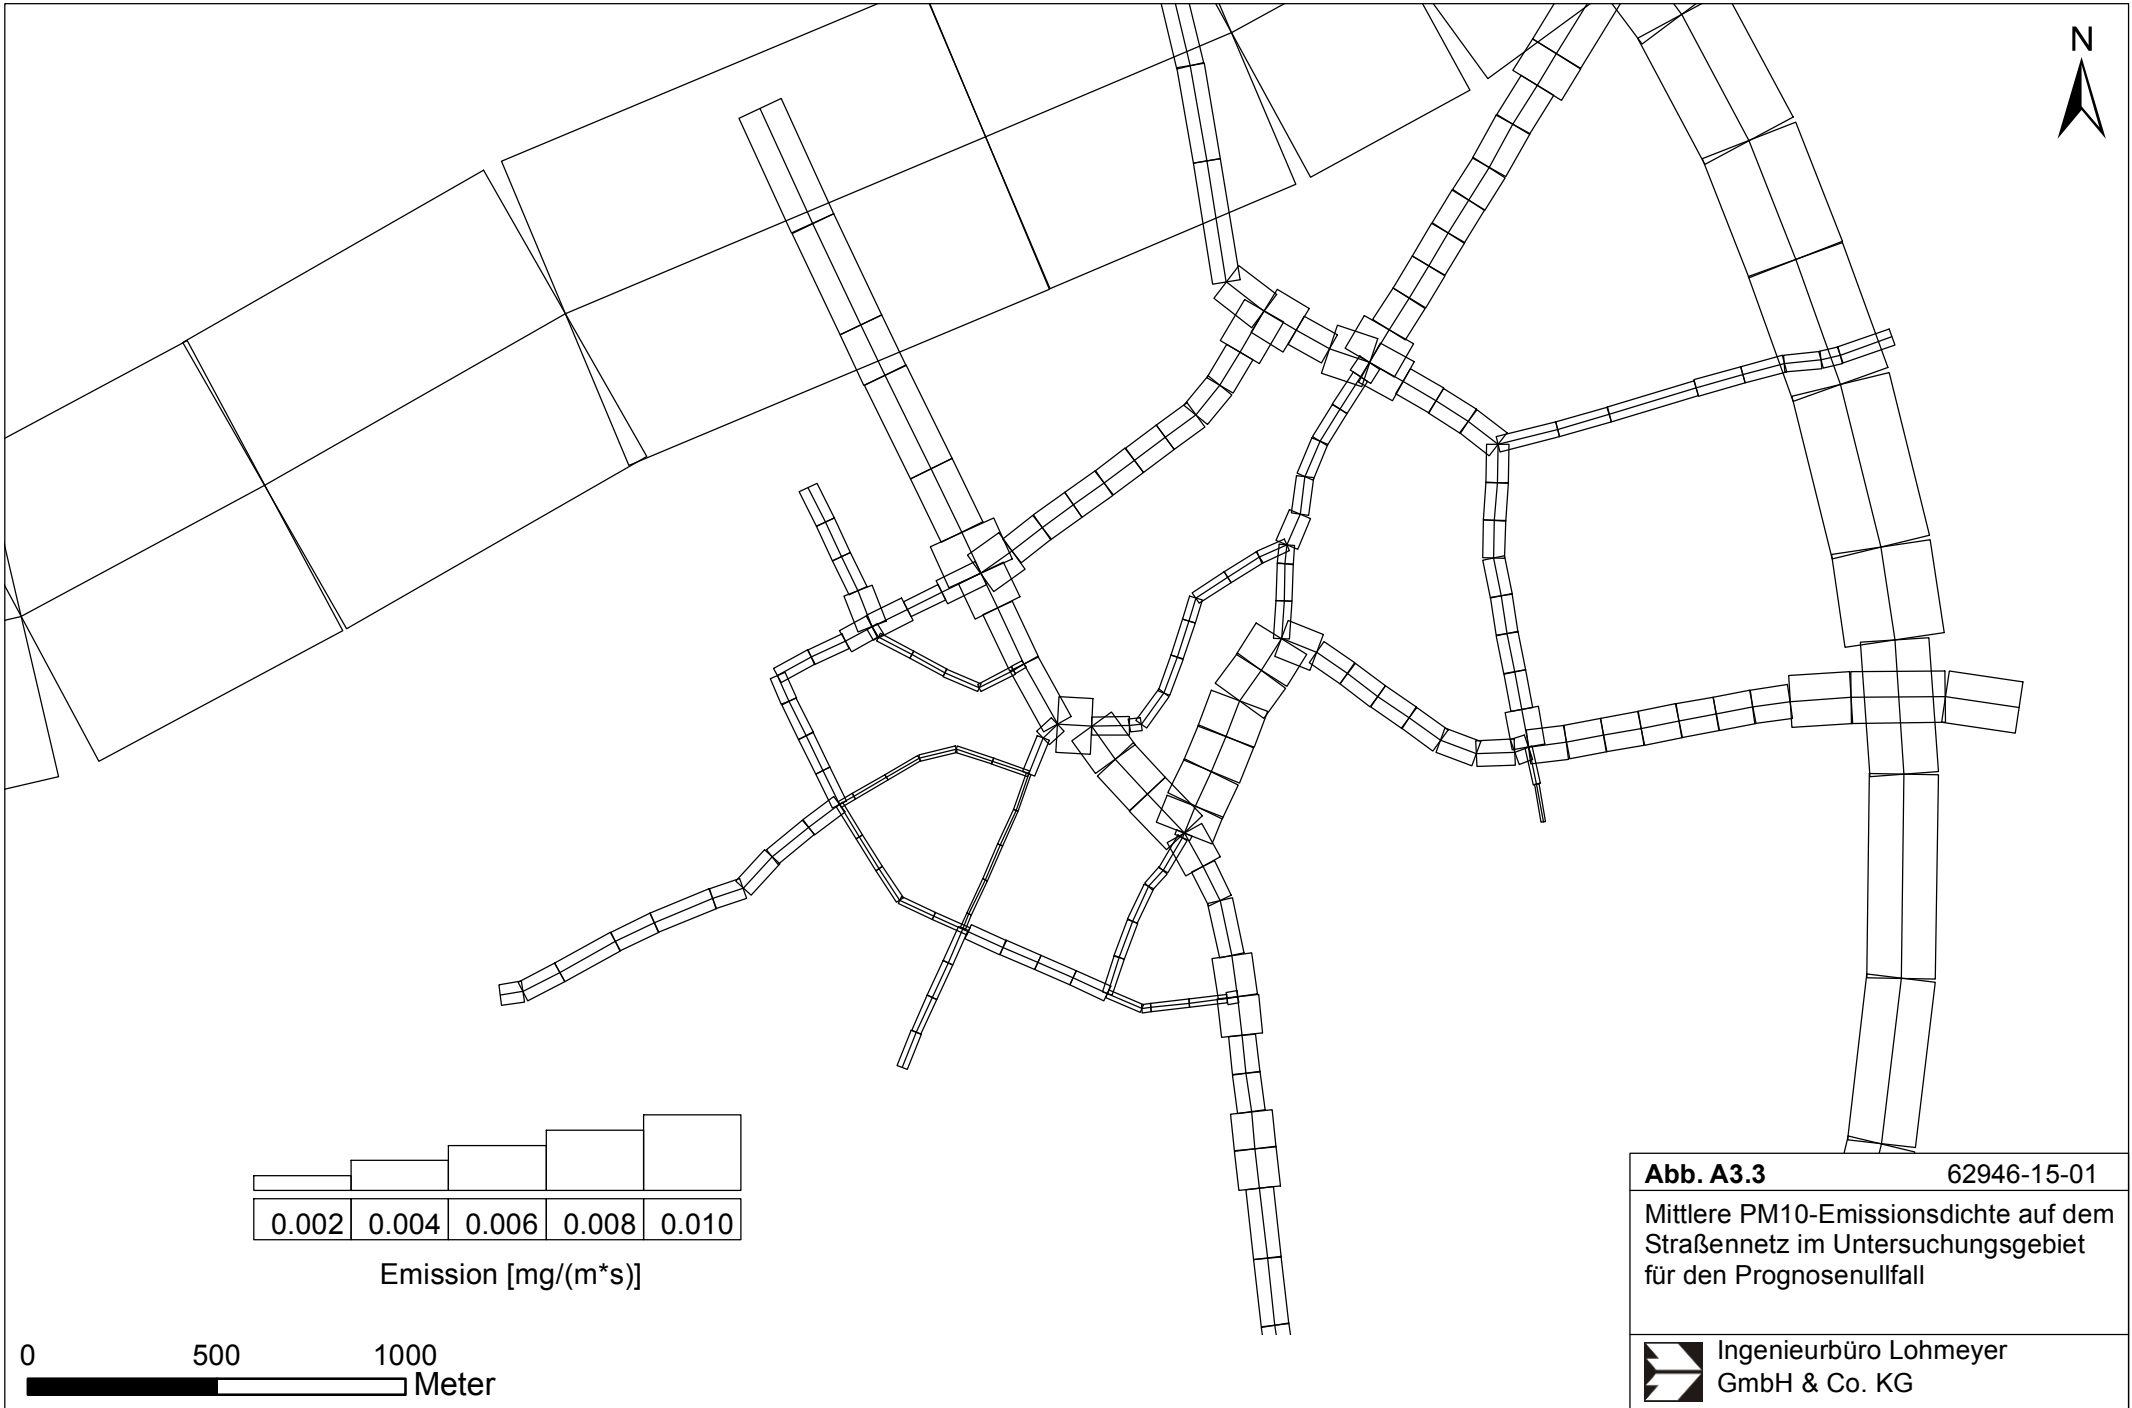 N
0.002 0.004 0.006 0.008 0.010
Emission [mg/(m*s)]
0 500 1000
Meter
Abb. A3.3 62946-15-01
Mittlere PM10-Emissionsdichte auf dem
Straßennetz im Untersuchungsgebiet
für den Prognosenullfall
Ingenieurbüro Lohmeyer
GmbH & Co. KG